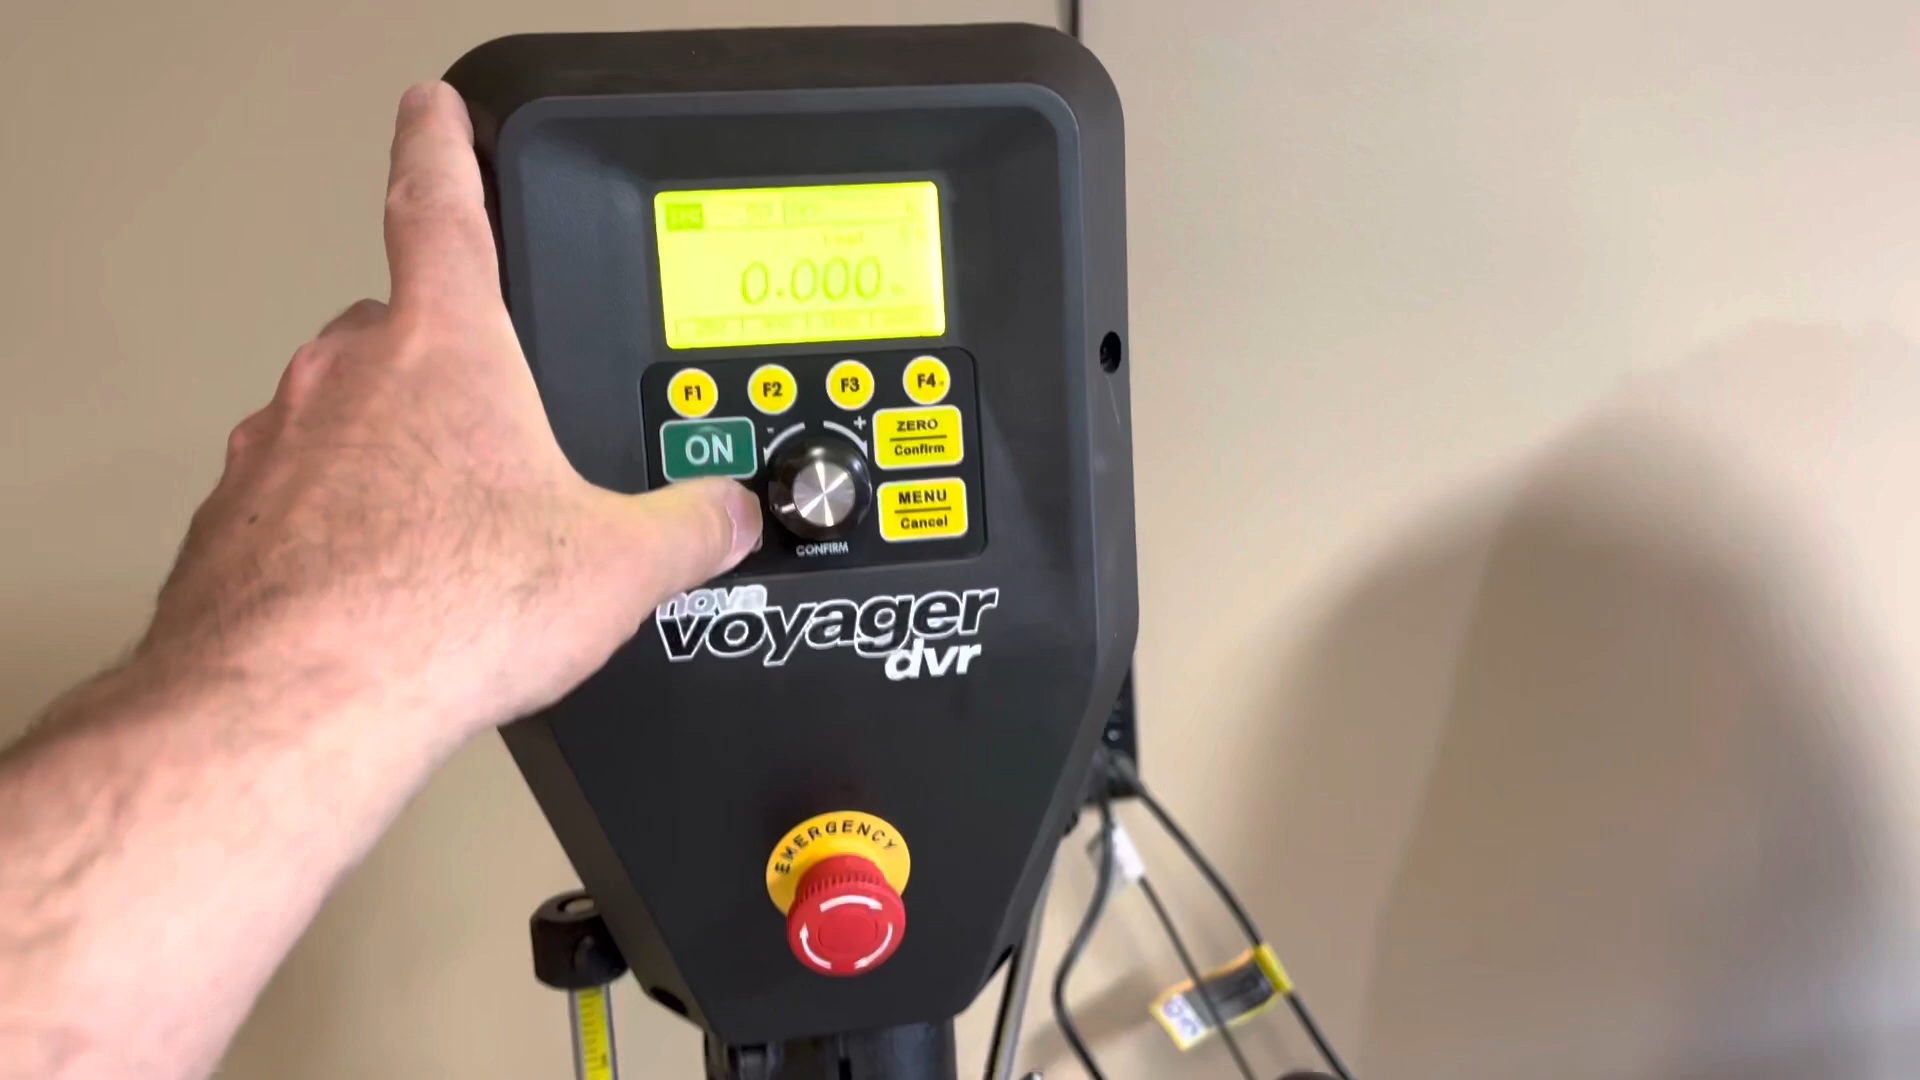 0.000
F1 F2 F3 F4
ON
- +
ZERO
Confirm
MENU
Cancel
CONFIRM
nova
voyager
dvr
EMERGENCY